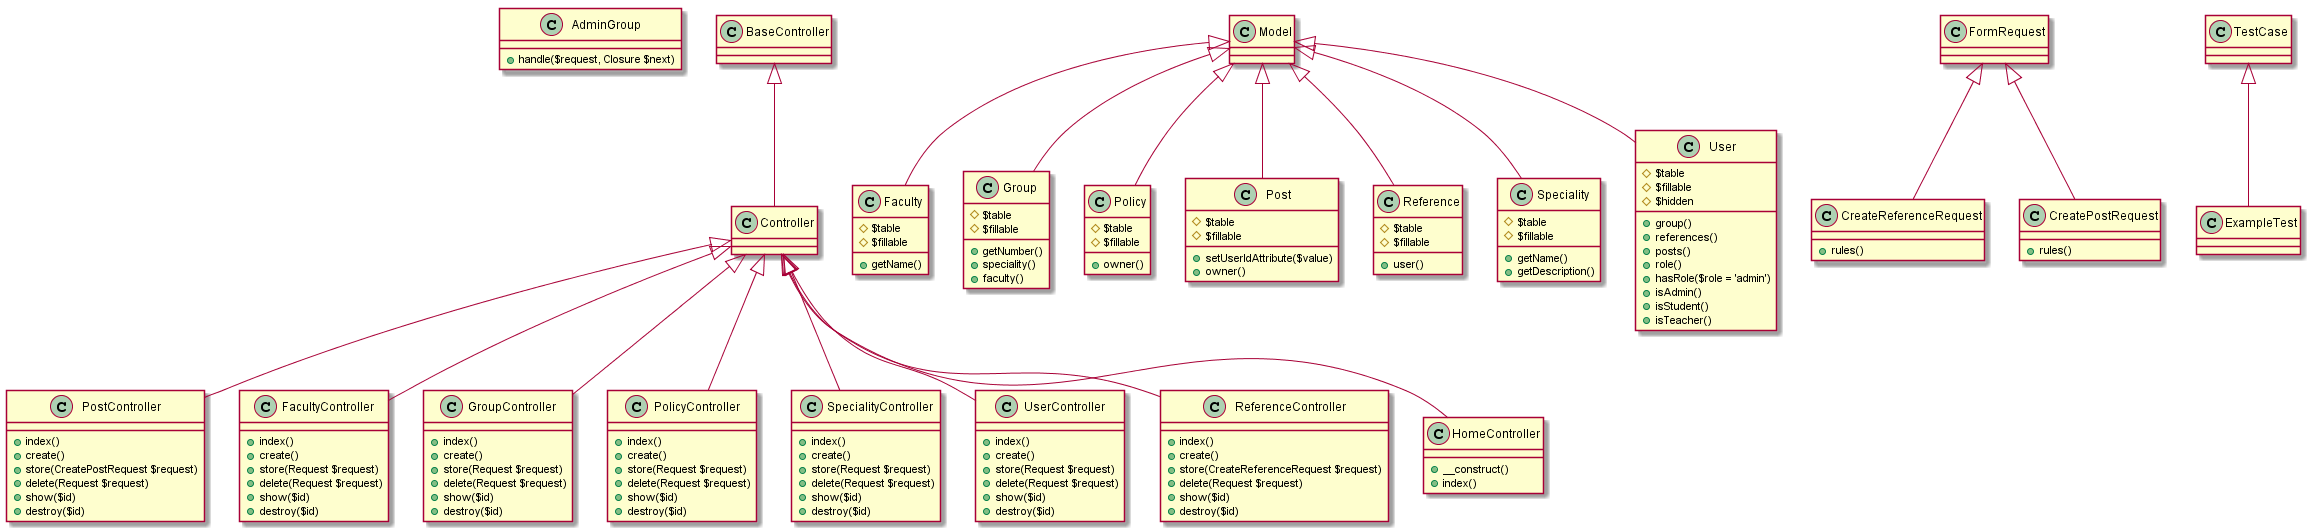 C AdminGroup
handle($request, Closure $next)
C BaseController
C Model
C FormRequest
C TestCase
C Controller
C Faculty
$table
$fillable
getName()
C Group
$table
$fillable
getNumber()
speciality()
faculty()
C Policy
$table
$fillable
owner()
C Post
$table
$fillable
setUserIdAttribute($value)
owner()
C Reference
$table
$fillable
user()
C Speciality
$table
$fillable
getName()
getDescription()
C User
$table
$fillable
$hidden
group()
references()
posts()
role()
hasRole($role = 'admin')
isAdmin()
isStudent()
isTeacher()
C CreateReferenceRequest
rules()
C CreatePostRequest
rules()
C ExampleTest
C PostController
index()
create()
store(CreatePostRequest $request)
delete(Request $request)
show($id)
destroy($id)
C FacultyController
index()
create()
store(Request $request)
delete(Request $request)
show($id)
destroy($id)
C GroupController
index()
create()
store(Request $request)
delete(Request $request)
show($id)
destroy($id)
C PolicyController
index()
create()
store(Request $request)
delete(Request $request)
show($id)
destroy($id)
C SpecialityController
index()
create()
store(Request $request)
delete(Request $request)
show($id)
destroy($id)
C UserController
index()
create()
store(Request $request)
delete(Request $request)
show($id)
destroy($id)
C ReferenceController
index()
create()
store(CreateReferenceRequest $request)
delete(Request $request)
show($id)
destroy($id)
C HomeController
__construct()
index()